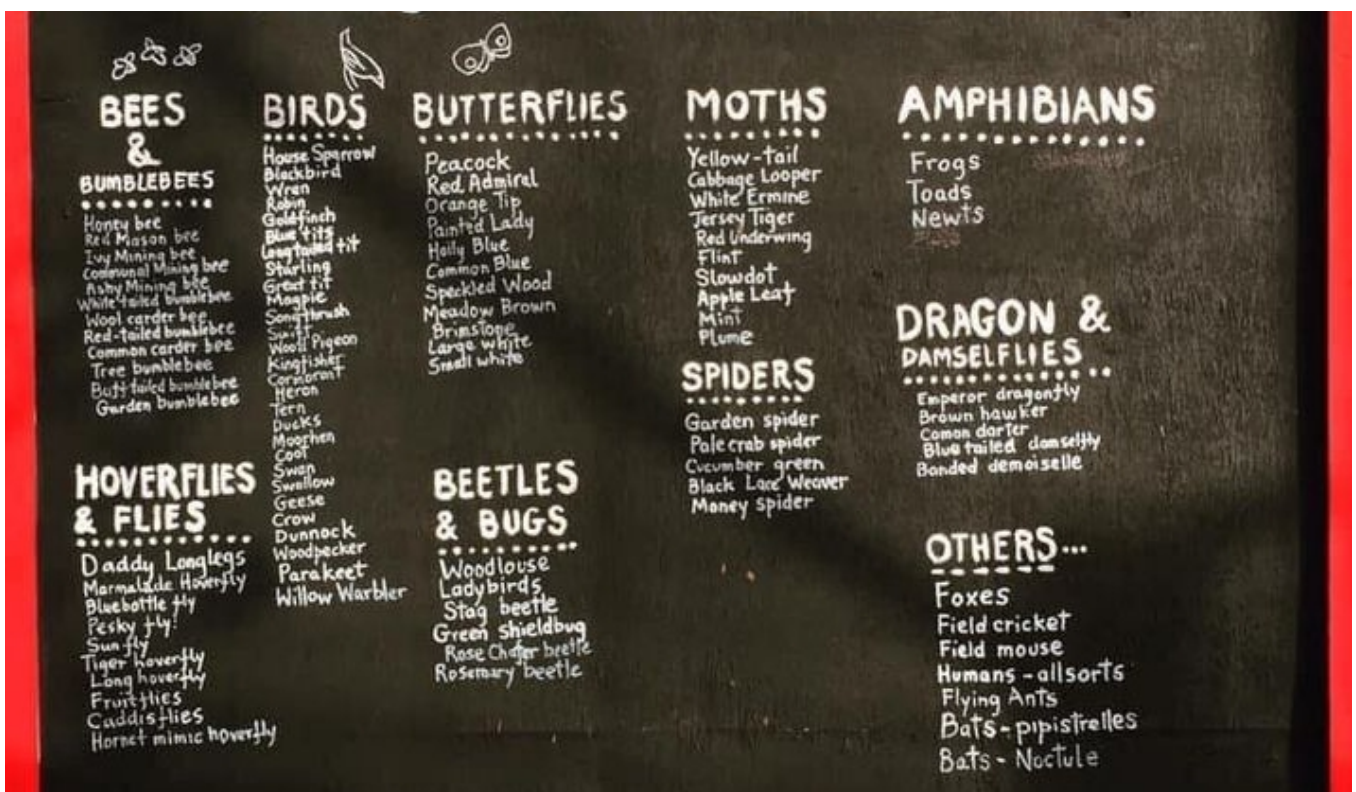 BEES
&
BUMBLEBEES
Honey bee
Red Mason bee
Ivy Mining bee
Communal Mining bee
Ashy Mining bee
White tailed bumblebee
Wool carder bee
Red-tailed bumblebee
Common carder bee
Tree bumblebee
Buff tailed bumblebee
Garden bumblebee
HOVERFLIES
& FLIES
Daddy Longlegs
Marmalade Hoverfly
Bluebottle fly
Pesky fly!
Sun fly
Tiger hoverfly
Long hoverfly
Fruit flies
Caddisflies
Hornet mimic hoverfly
BIRDS
House Sparrow
Blackbird
Wren
Robin
Goldfinch
Blue tits
Longtailed tit
Starling
Great tit
Magpie
Songthrush
Swift
Wood Pigeon
Kingfisher
Cormorant
Heron
Tern
Ducks
Moorhen
Coot
Swan
Swallow
Geese
Crow
Dunnock
Woodpecker
Parakeet
Willow Warbler
BUTTERFLIES
Peacock
Red Admiral
Orange Tip
Painted Lady
Holly Blue
Common Blue
Speckled Wood
Meadow Brown
Brimstone
Large white
Small white
BEETLES
& BUGS
Woodlouse
Ladybirds
Stag beetle
Green shieldbug
Rose Chafer beetle
Rosemary beetle
MOTHS
Yellow-tail
Cabbage Looper
White Ermine
Jersey Tiger
Red Underwing
Flint
Slowdot
Apple Leaf
Mint
Plume
SPIDERS
Garden spider
Pale crab spider
Cucumber green
Black Lace Weaver
Money spider
AMPHIBIANS
Frogs
Toads
Newts
DRAGON &
DAMSELFLIES
Emperor dragonfly
Brown hawker
Comon darter
Blue tailed damselfly
Banded demoiselle
OTHERS...
Foxes
Field cricket
Field mouse
Humans - allsorts
Flying Ants
Bats - pipistrelles
Bats - Noctule